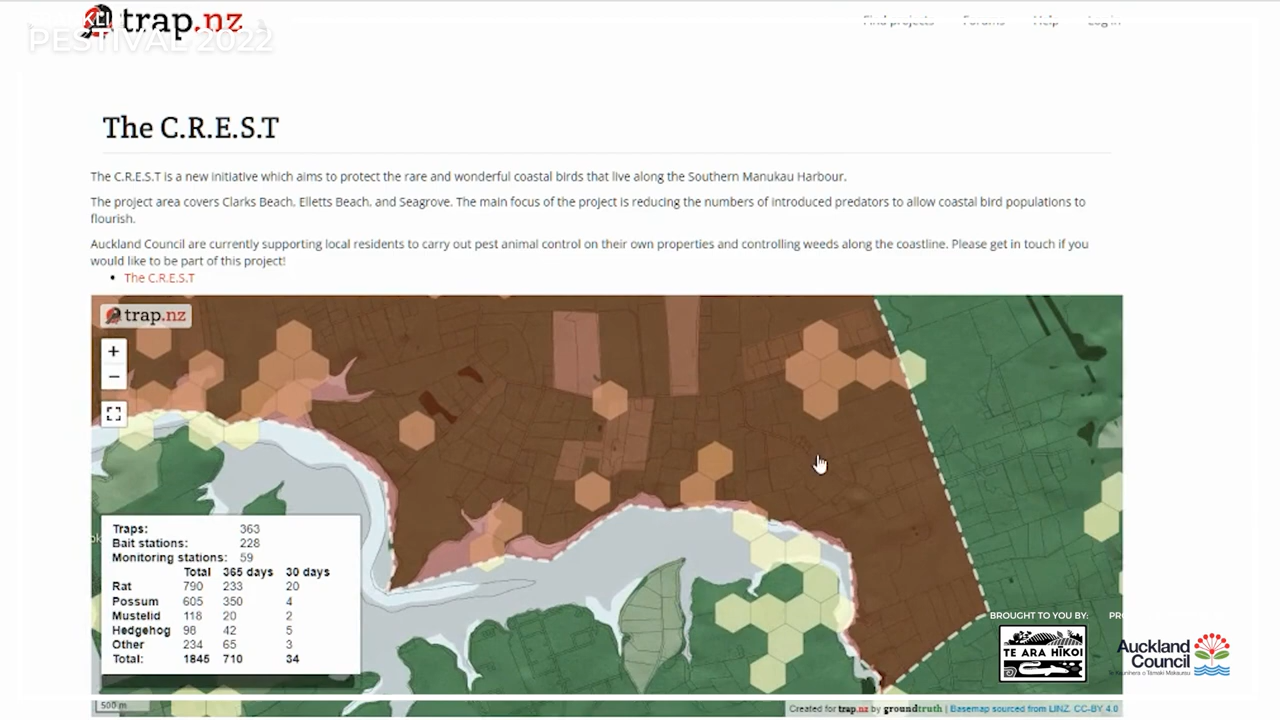 trap.nz
Find projects Forums Help Log in
PESTIVAL 2022
The C.R.E.S.T
The C.R.E.S.T is a new initiative which aims to protect the rare and wonderful coastal birds that live along the Southern Manukau Harbour.
The project area covers Clarks Beach, Elletts Beach, and Seagrove. The main focus of the project is reducing the numbers of introduced predators to allow coastal bird populations to
flourish.
Auckland Council are currently supporting local residents to carry out pest animal control on their own properties and controlling weeds along the coastline. Please get in touch if you
would like to be part of this project!
• The C.R.E.S.T
trap.nz
+
−
Traps: 363
Bait stations: 228
Monitoring stations: 59
Total 365 days 30 days
Rat 790 233 20
Possum 605 350 4
Mustelid 118 20 2
Hedgehog 98 42 5
Other 234 65 3
Total: 1845 710 34
BROUGHT TO YOU BY: PR
TE ARA HĪKOI
Auckland
Council
Te Kaunihera o Tāmaki Makaurau
500 m
Created for trap.nz by groundtruth | Basemap sourced from LINZ. CC-BY 4.0